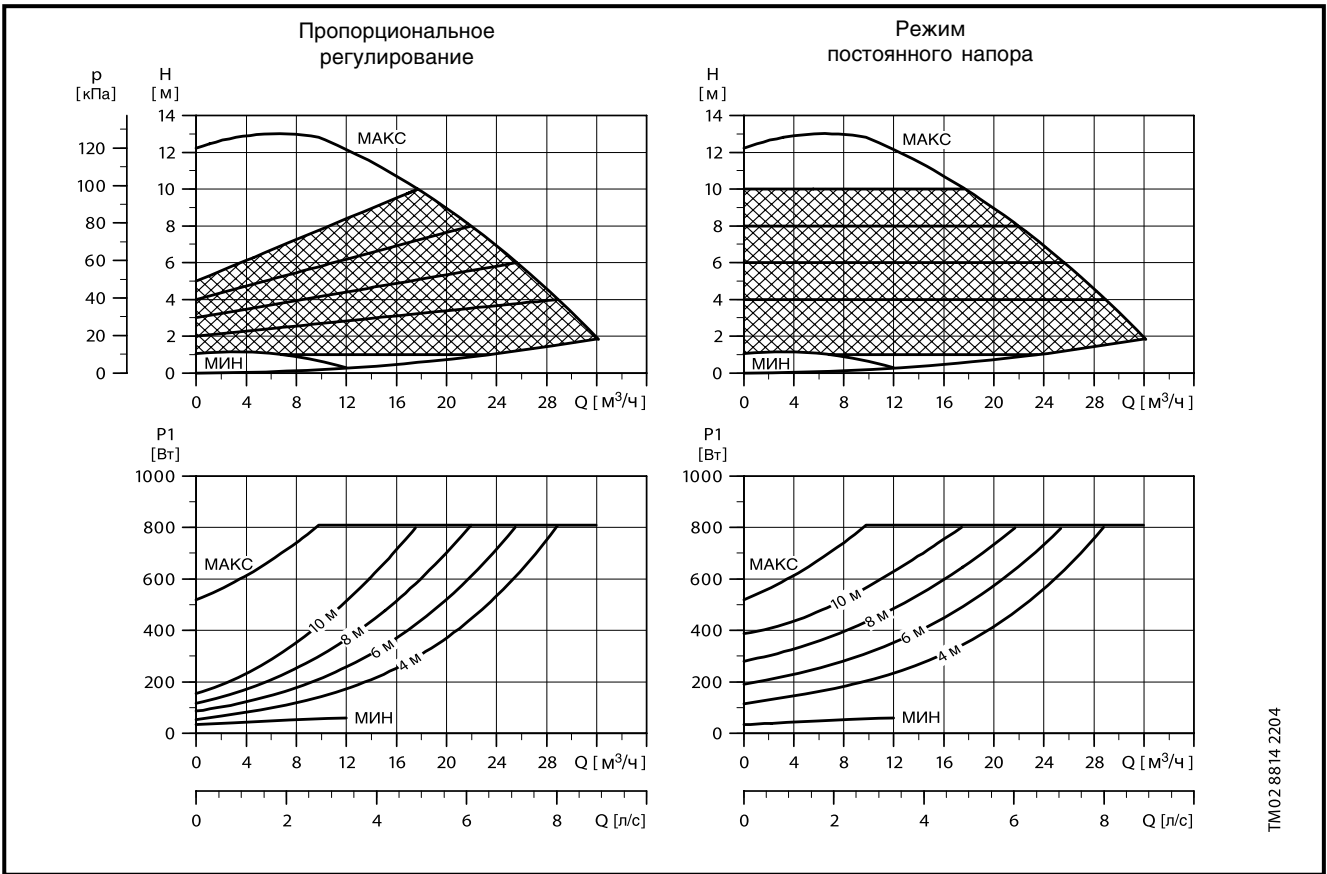 Пропорциональное
регулирование
Режим
постоянного напора
p
[кПа]
H
[м]
H
[м]
14
12
10
8
6
4
2
0
120
100
80
60
40
20
0
МАКС
МИН
0 4 8 12 16 20 24 28 Q [м³/ч]
14
12
10
8
6
4
2
0
МАКС
МИН
0 4 8 12 16 20 24 28 Q [м³/ч]
P1
[Вт]
1000
800
600
400
200
0
МАКС
10 м
8 м
6 м
4 м
МИН
0 4 8 12 16 20 24 28 Q [м³/ч]
0 2 4 6 8 Q [л/с]
P1
[Вт]
1000
800
600
400
200
0
МАКС
10 м
8 м
6 м
4 м
МИН
0 4 8 12 16 20 24 28 Q [м³/ч]
0 2 4 6 8 Q [л/с]
TM02 8814 2204